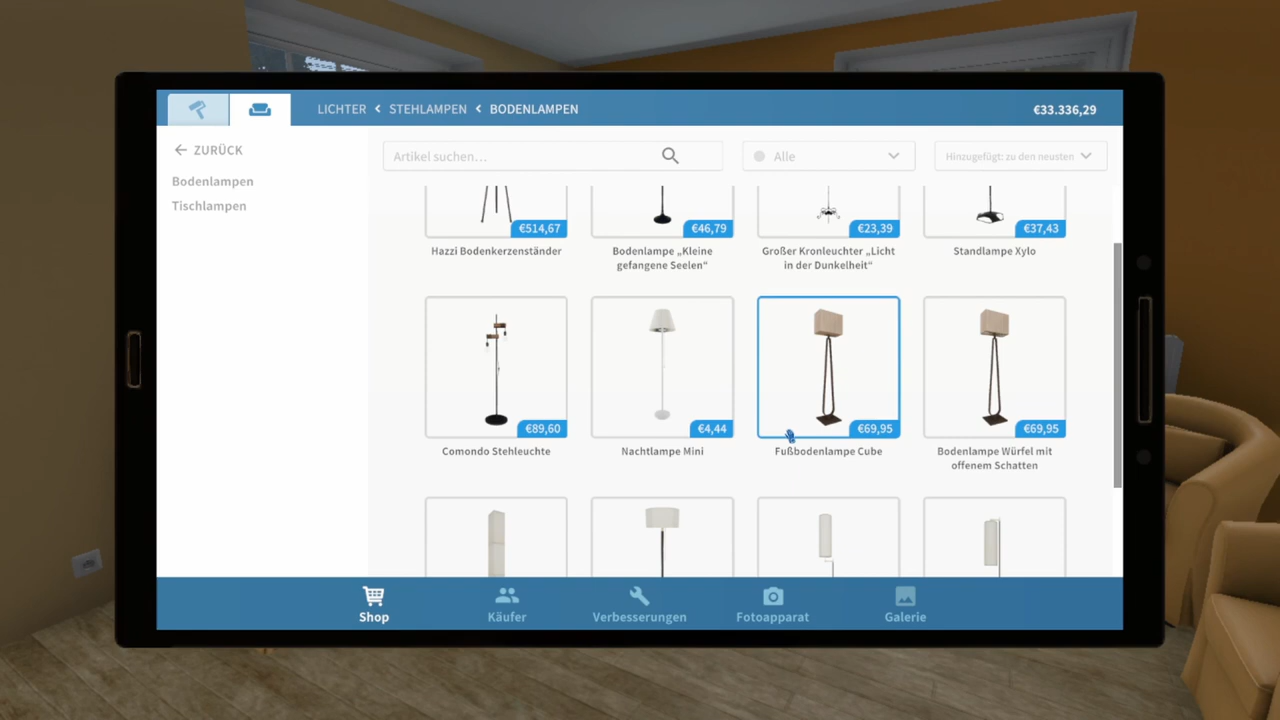 LICHTER < STEHLAMPEN < BODENLAMPEN
€33.336,29
ZURÜCK
Bodenlampen
Tischlampen
Artikel suchen…
Alle
Hinzugefügt: zu den neusten
€514,67
€46,79
€23,39
€37,43
Hazzi Bodenkerzenständer
Bodenlampe „Kleine
gefangene Seelen“
Großer Kronleuchter „Licht
in der Dunkelheit“
Standlampe Xylo
€89,60
€4,44
€69,95
€69,95
Comondo Stehleuchte
Nachtlampe Mini
Fußbodenlampe Cube
Bodenlampe Würfel mit
offenem Schatten
Shop
Käufer
Verbesserungen
Fotoapparat
Galerie